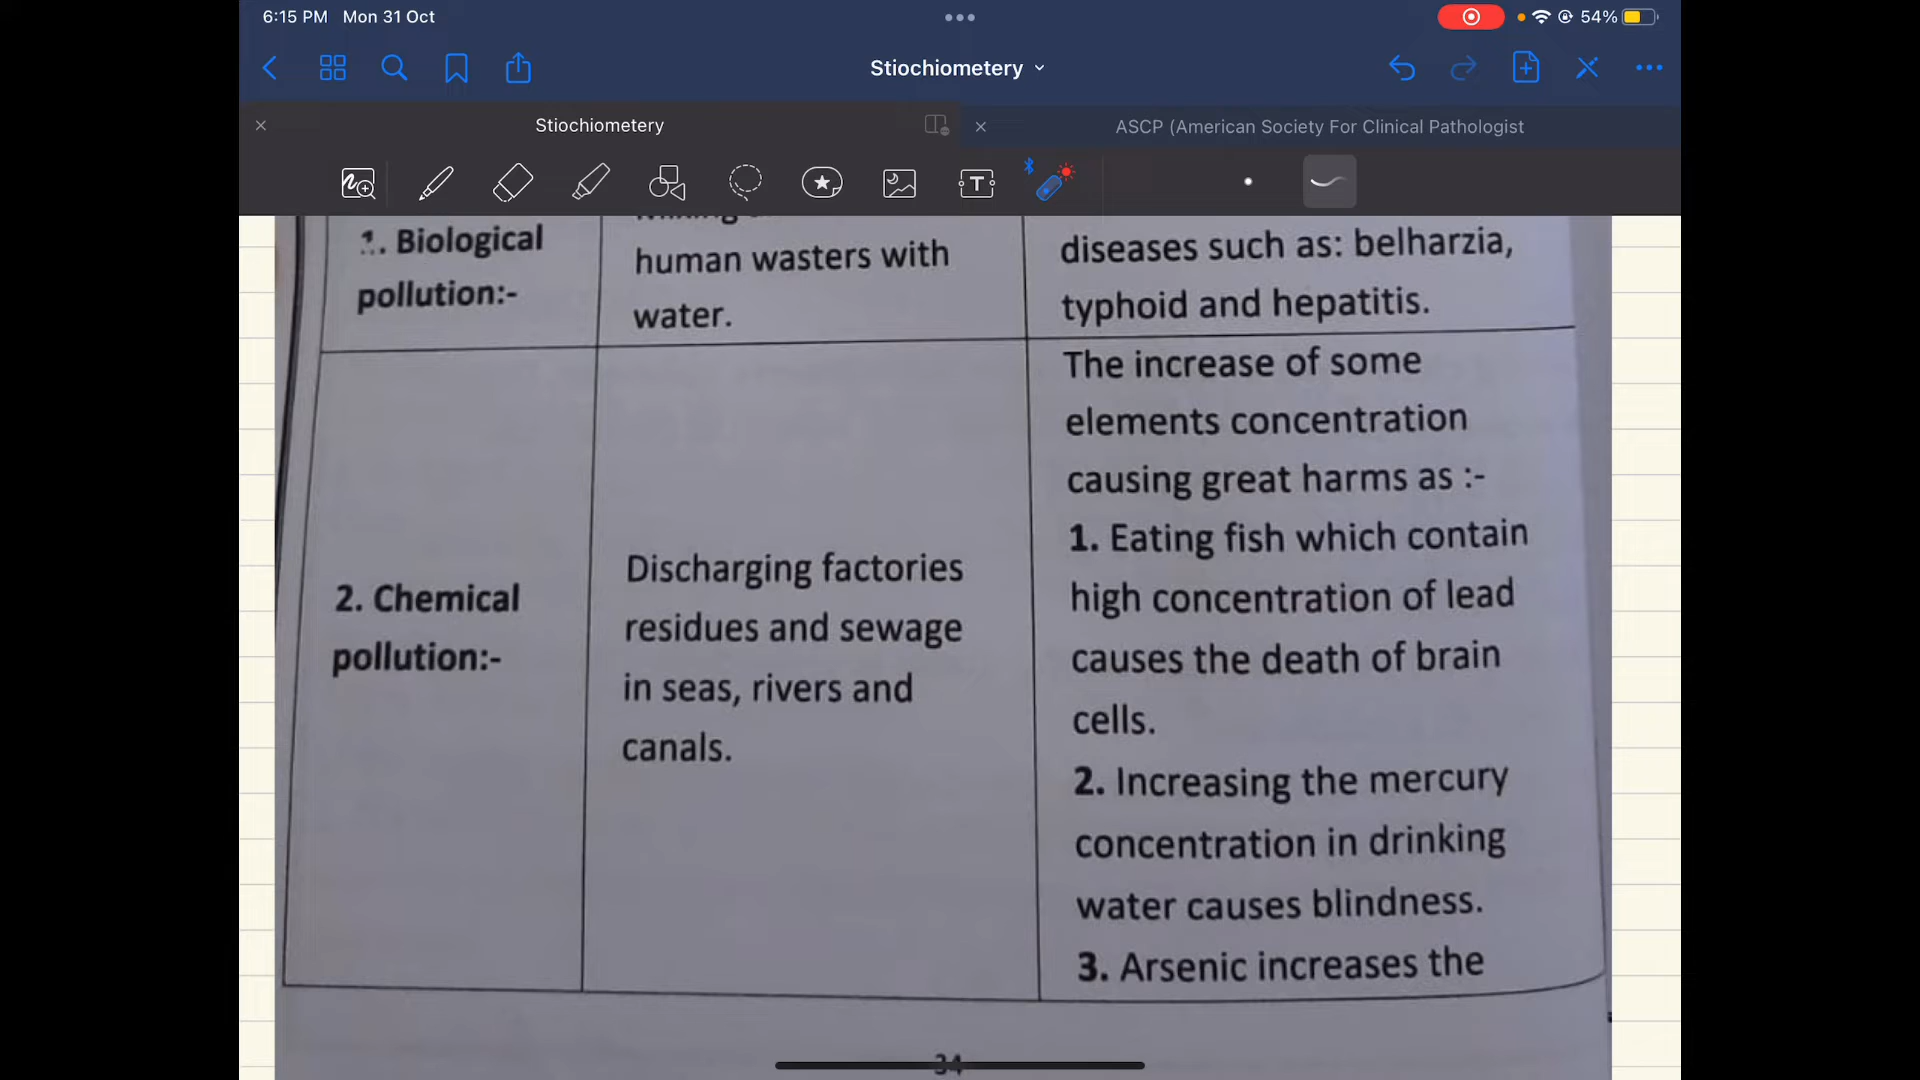 6:15 PM Mon 31 Oct
54%
Stiochiometery
Stiochiometery
ASCP (American Society For Clinical Pathologist
1. Biological
pollution:-
human wasters with
water.
diseases such as: belharzia,
typhoid and hepatitis.
2. Chemical
pollution:-
Discharging factories
residues and sewage
in seas, rivers and
canals.
The increase of some
elements concentration
causing great harms as :-
1. Eating fish which contain
high concentration of lead
causes the death of brain
cells.
2. Increasing the mercury
concentration in drinking
water causes blindness.
3. Arsenic increases the
34